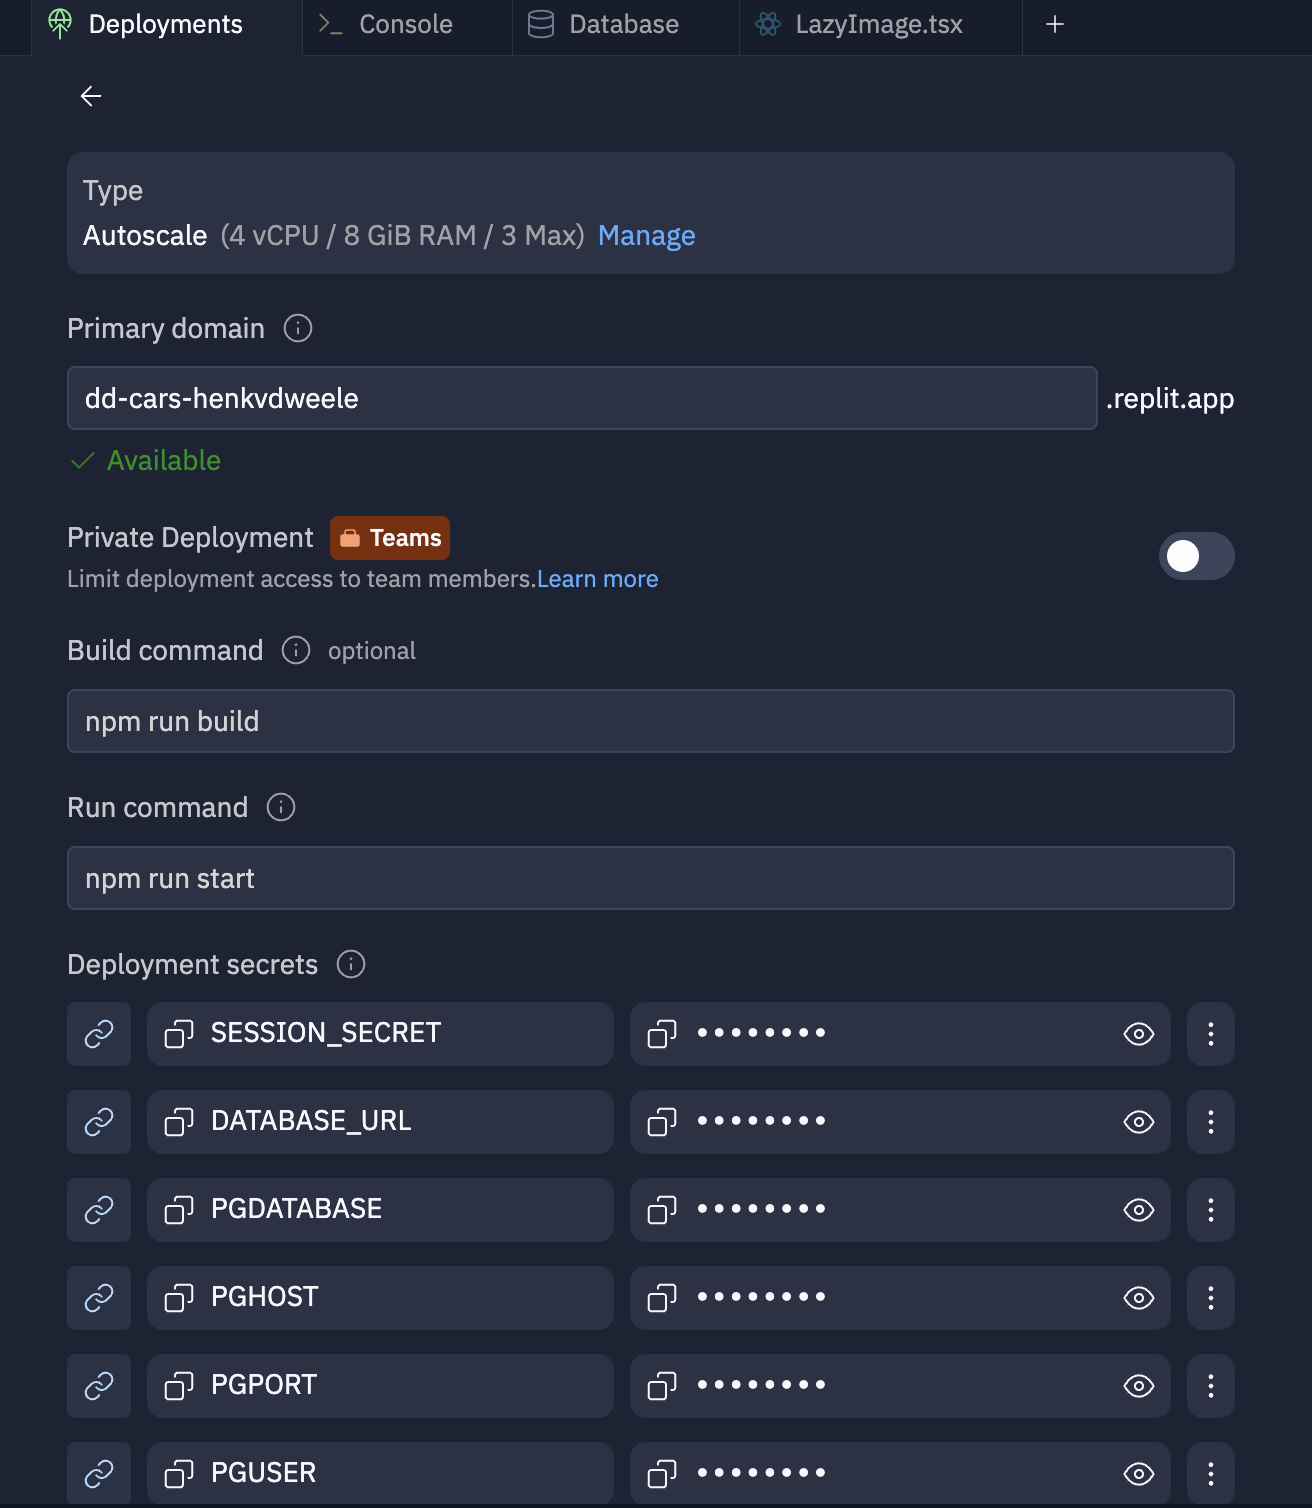 Deployments
Console
Database
LazyImage.tsx
Type
Autoscale (4 vCPU / 8 GiB RAM / 3 Max) Manage
Primary domain
dd-cars-henkvdweele .replit.app
Available
Private Deployment Teams
Limit deployment access to team members.Learn more
Build command optional
npm run build
Run command
npm run start
Deployment secrets
SESSION_SECRET ••••••••
DATABASE_URL ••••••••
PGDATABASE ••••••••
PGHOST ••••••••
PGPORT ••••••••
PGUSER ••••••••